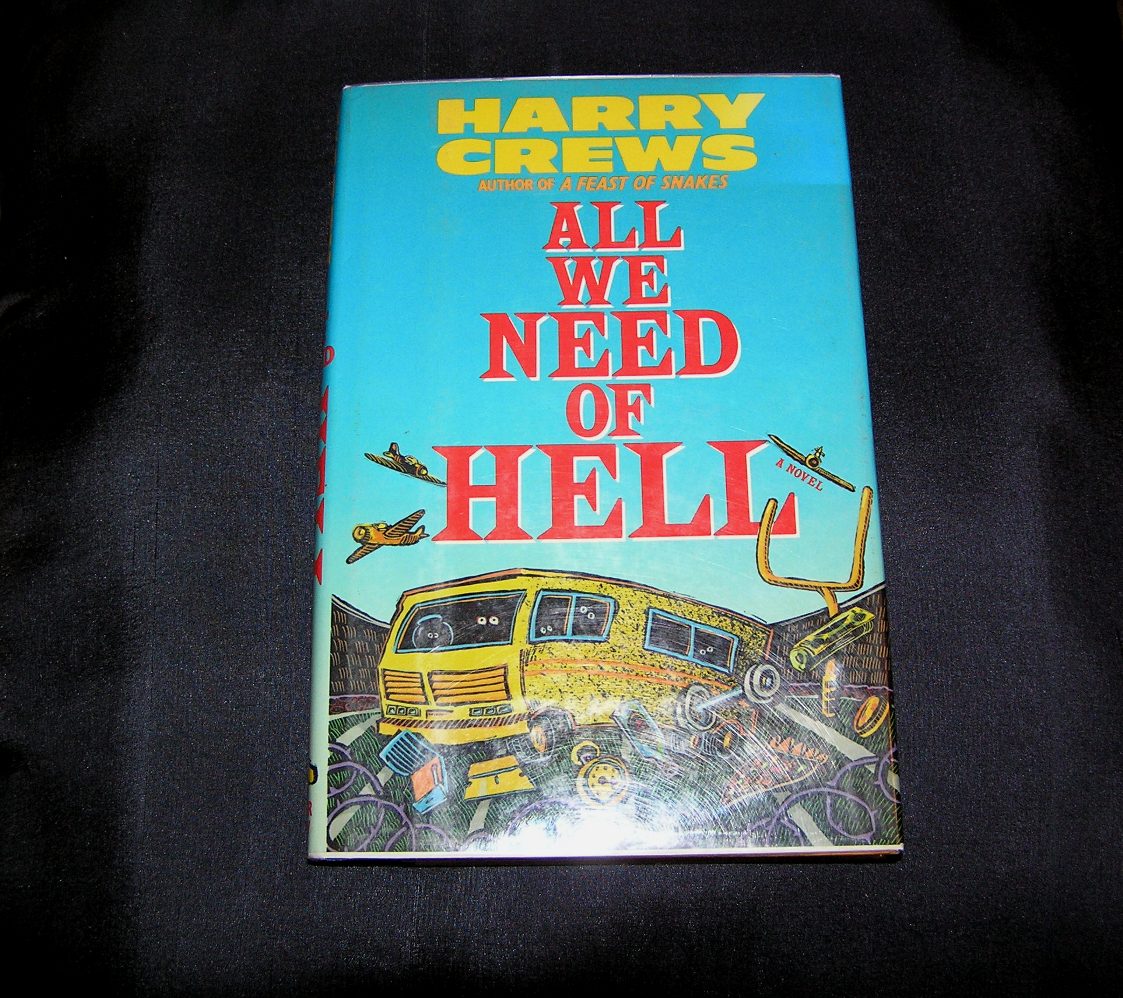 HARRY
CREWS
AUTHOR OF A FEAST OF SNAKES
ALL
WE
NEED
OF
HELL
A NOVEL